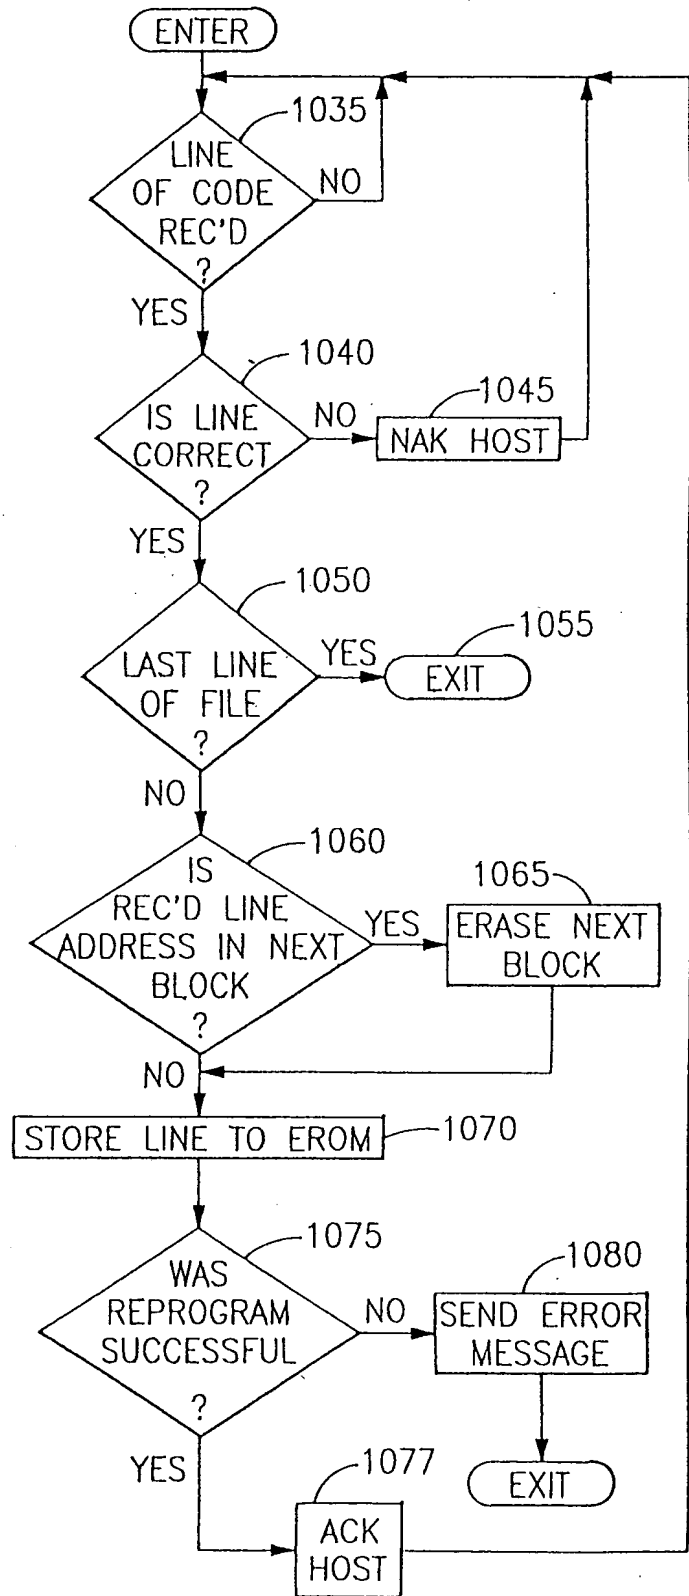 ENTER
1035
LINE
OF CODE
REC'D
?
NO
YES
1040
IS LINE
CORRECT
?
NO
1045
NAK HOST
YES
1050
LAST LINE
OF FILE
?
YES
1055
EXIT
NO
1060
IS
REC'D LINE
ADDRESS IN NEXT
BLOCK
?
YES
1065
ERASE NEXT
BLOCK
NO
STORE LINE TO EROM
1070
1075
WAS
REPROGRAM
SUCCESSFUL
?
NO
1080
SEND ERROR
MESSAGE
EXIT
YES
1077
ACK
HOST